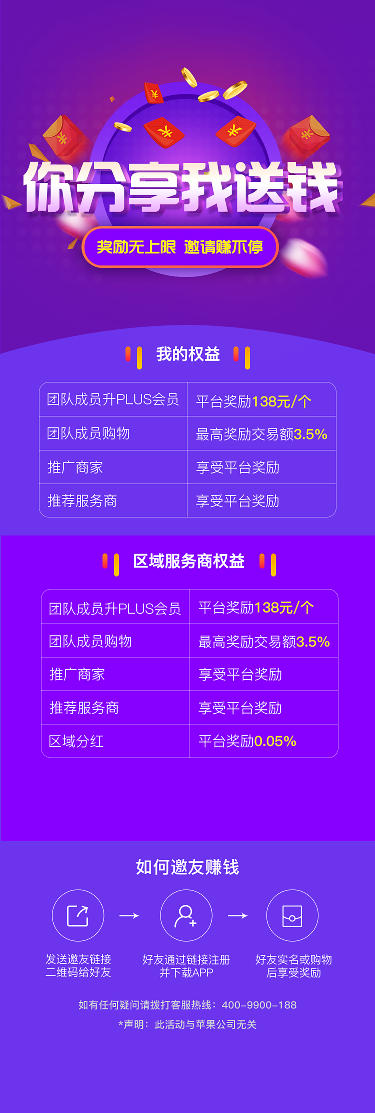 你分享我送钱
奖励无上限 邀请赚不停
我的权益
团队成员升PLUS会员 平台奖励138元/个
团队成员购物 最高奖励交易额3.5%
推广商家 享受平台奖励
推荐服务商 享受平台奖励
区域服务商权益
团队成员升PLUS会员 平台奖励138元/个
团队成员购物 最高奖励交易额3.5%
推广商家 享受平台奖励
推荐服务商 享受平台奖励
区域分红 平台奖励0.05%
如何邀友赚钱
发送邀友链接 好友通过链接注册 好友实名或购物
二维码给好友 并下载APP 后享受奖励
如有任何疑问请拨打客服热线：400-9900-188
*声明：此活动与苹果公司无关